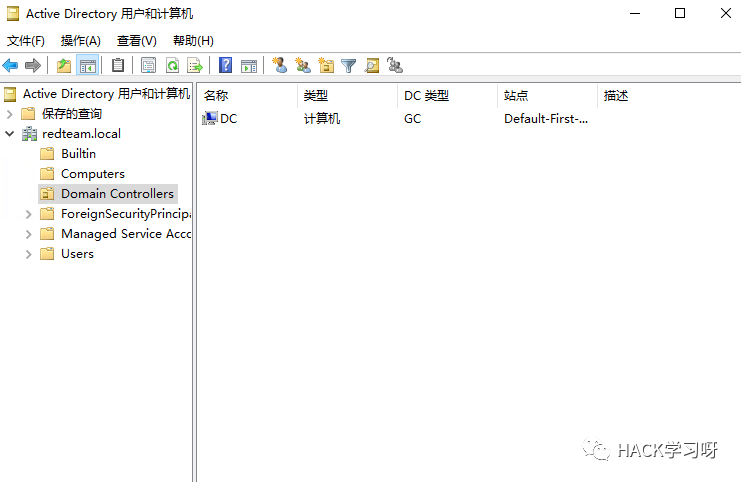 Active Directory 用户和计算机
文件(F) 操作(A) 查看(V) 帮助(H)
Active Directory 用户和计算机
保存的查询
redteam.local
Builtin
Computers
Domain Controllers
ForeignSecurityPrincipa
Managed Service Acc
Users
名称 类型 DC 类型 站点 描述
DC 计算机 GC Default-First-...
HACK学习呀